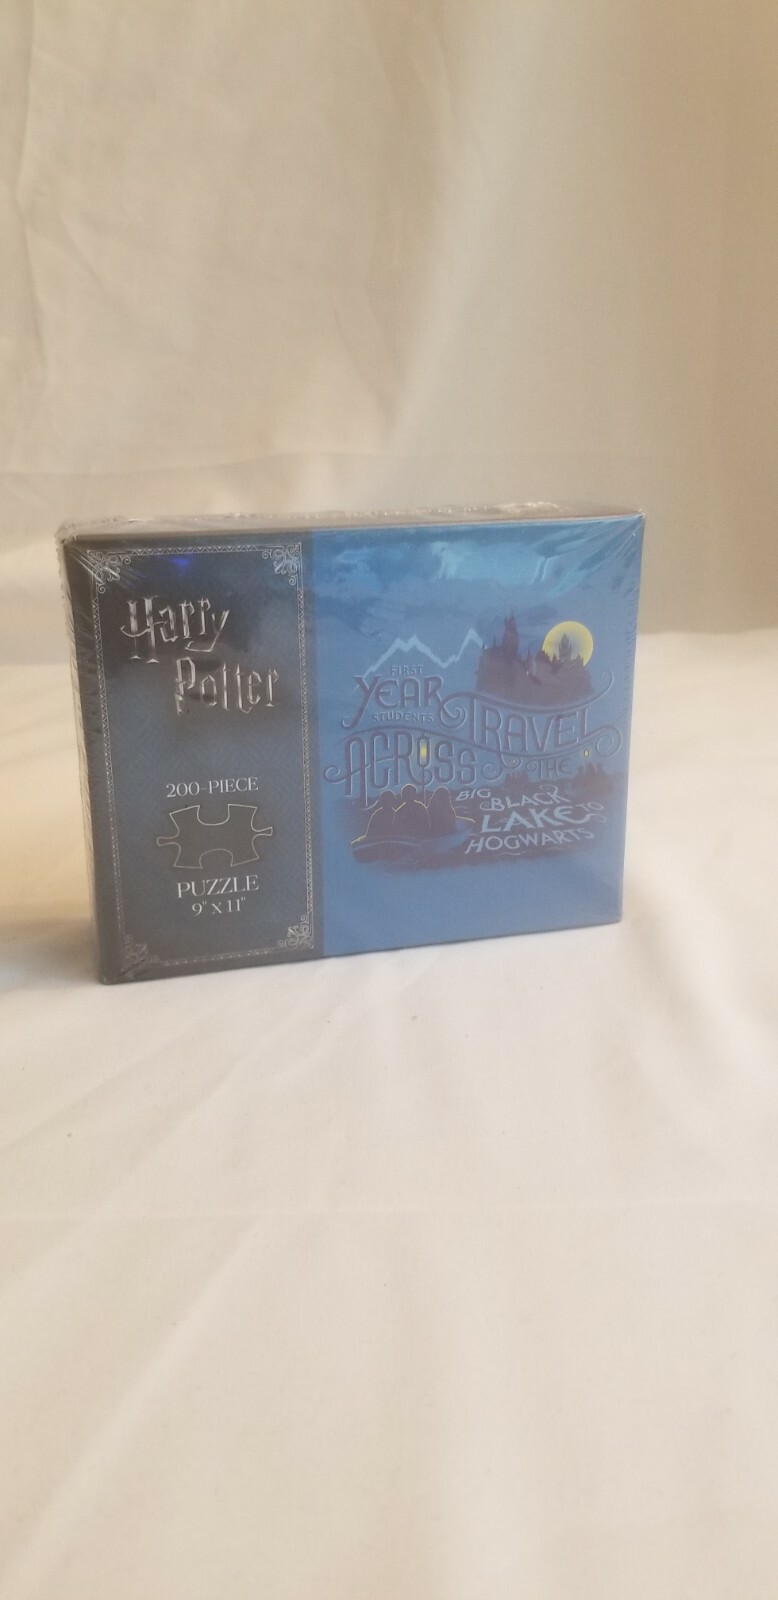 Harry
Potter
200-PIECE
PUZZLE
9" X 11"
FIRST
YEAR
STUDENTS
TRAVEL
ACROSS
THE
BIG
BLACK
LAKE TO
HOGWARTS